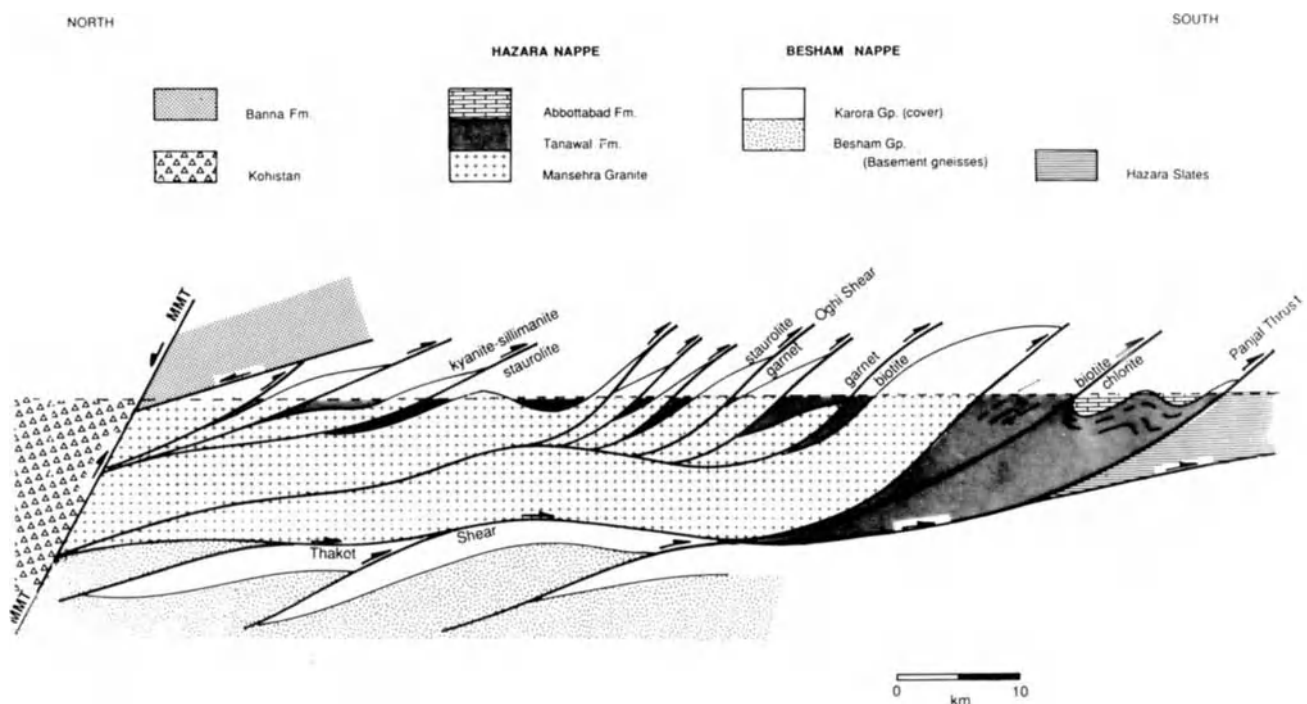 NORTH
SOUTH
HAZARA NAPPE
BESHAM NAPPE
Banna Fm.
Kohistan
Abbottabad Fm.
Tanawal Fm.
Mansehra Granite
Karora Gp. (cover)
Besham Gp.
(Basement gneisses)
Hazara Slates
MMT
kyanite-sillimanite
staurolite
staurolite
garnet
Oghi Shear
garnet
biotite
biotite
chlorite
Panjal Thrust
Thakot
Shear
MMT
0 10
km